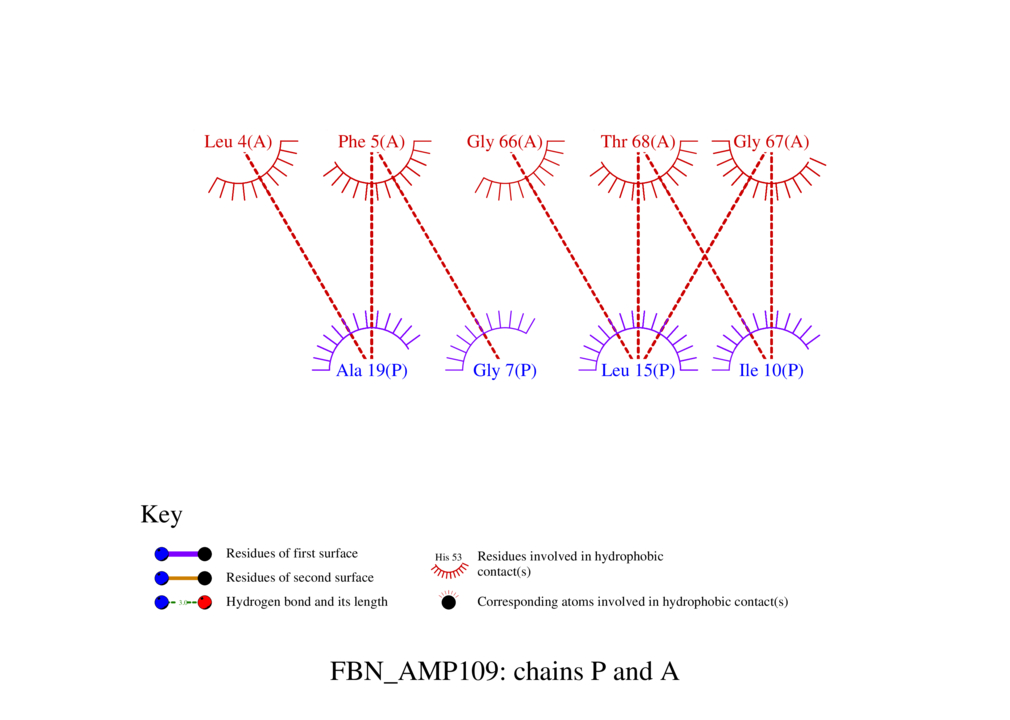 Leu 4(A) Phe 5(A) Gly 66(A) Thr 68(A) Gly 67(A)
Ala 19(P) Gly 7(P) Leu 15(P) Ile 10(P)
Key
Residues of first surface
Residues of second surface
3.0
Hydrogen bond and its length
His 53
Residues involved in hydrophobic
contact(s)
Corresponding atoms involved in hydrophobic contact(s)
FBN_AMP109: chains P and A